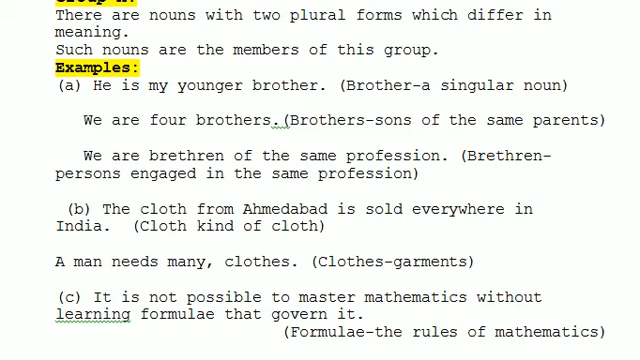 Group A:
There are nouns with two plural forms which differ in
meaning.
Such nouns are the members of this group.
Examples:
(a) He is my younger brother. (Brother-a singular noun)
We are four brothers.(Brothers-sons of the same parents)
We are brethren of the same profession. (Brethren-
persons engaged in the same profession)
(b) The cloth from Ahmedabad is sold everywhere in
India. (Cloth kind of cloth)
A man needs many, clothes. (Clothes-garments)
(c) It is not possible to master mathematics without
learning formulae that govern it.
(Formulae-the rules of mathematics)